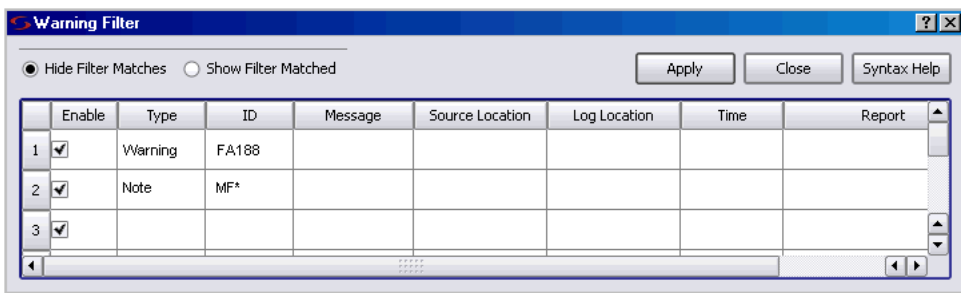 Warning Filter
Hide Filter Matches Show Filter Matched Apply Close Syntax Help
Enable Type ID Message Source Location Log Location Time Report
1 Warning FA188
2 Note MF*
3